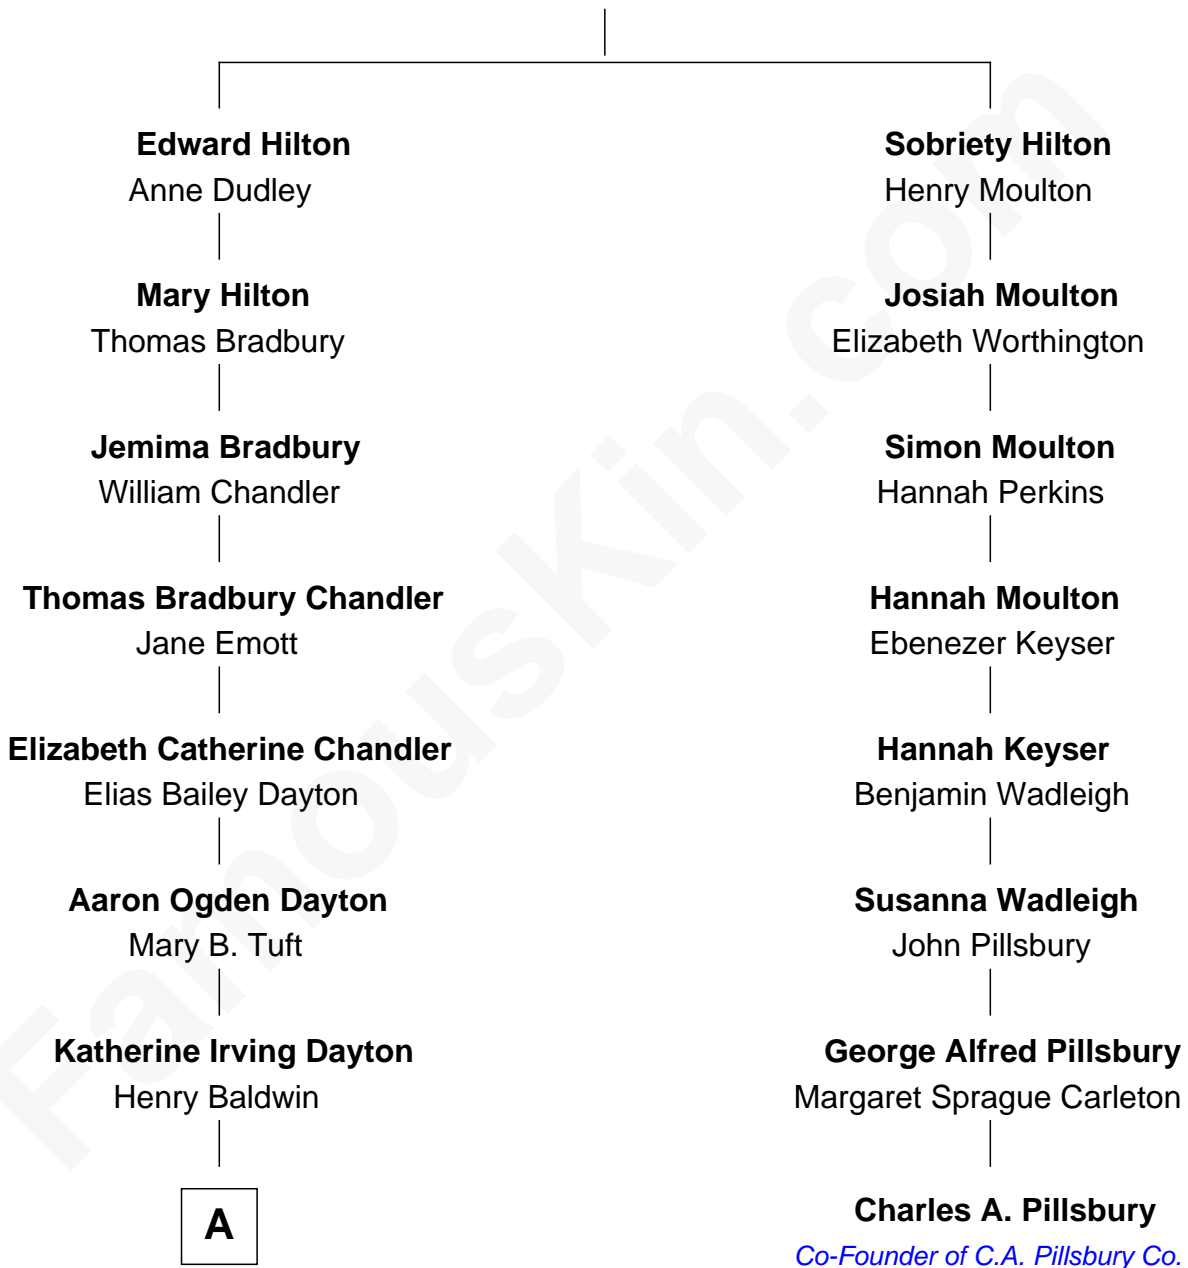 Edward Hilton
Anne Dudley
Mary Hilton
Thomas Bradbury
Jemima Bradbury
William Chandler
Thomas Bradbury Chandler
Jane Emott
Elizabeth Catherine Chandler
Elias Bailey Dayton
Aaron Ogden Dayton
Mary B. Tuft
Katherine Irving Dayton
Henry Baldwin
A
Sobriety Hilton
Henry Moulton
Josiah Moulton
Elizabeth Worthington
Simon Moulton
Hannah Perkins
Hannah Moulton
Ebenezer Keyser
Hannah Keyser
Benjamin Wadleigh
Susanna Wadleigh
John Pillsbury
George Alfred Pillsbury
Margaret Sprague Carleton
Charles A. Pillsbury
Co-Founder of C.A. Pillsbury Co.
FamousKin.com